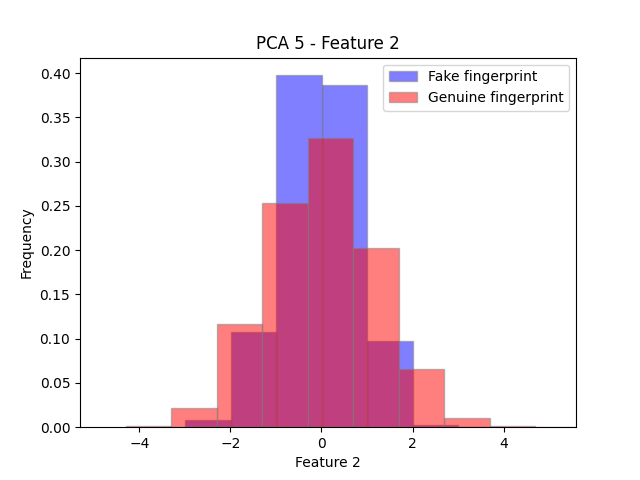 PCA 5 - Feature 2
Fake fingerprint
Genuine fingerprint
Frequency
0.40
0.35
0.30
0.25
0.20
0.15
0.10
0.05
0.00
−4 −2 0 2 4
Feature 2